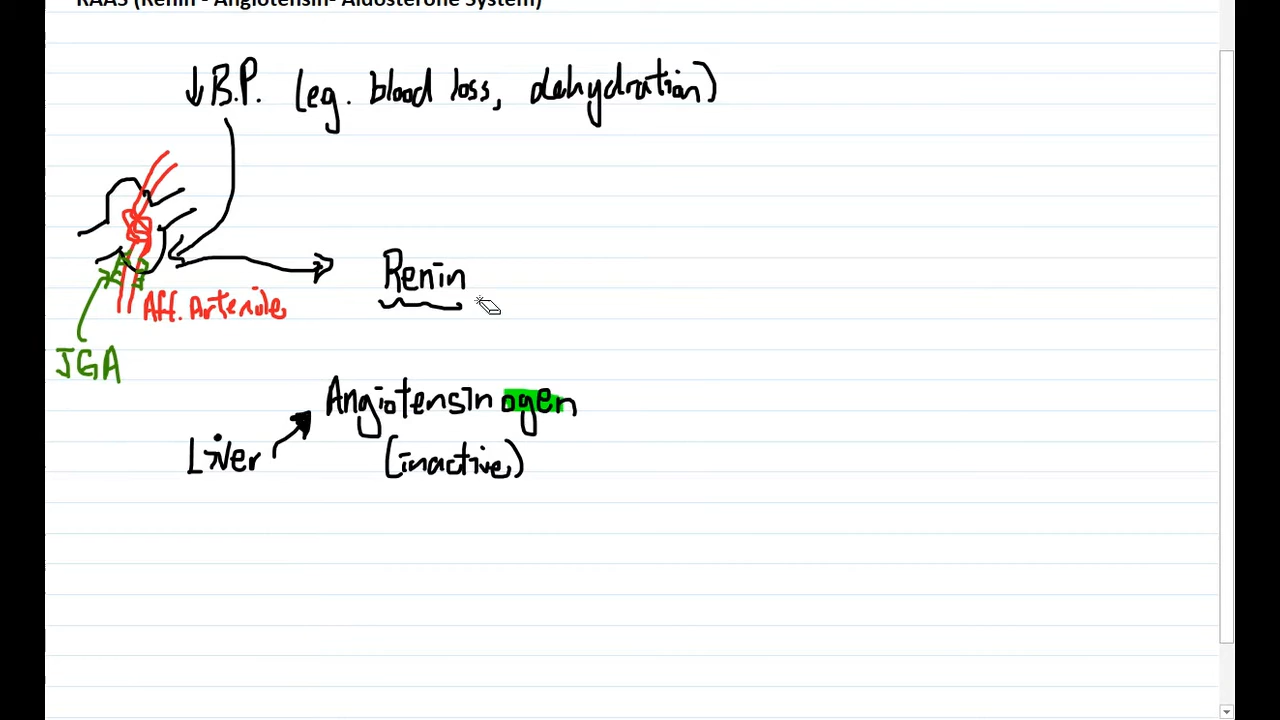 RAAS (Renin - Angiotensin- Aldosterone System)
↓ B.P. (eg. blood loss, dehydration)
Renin
Aff. Arteriole
JGA
Angiotensinogen
Liver
(inactive)